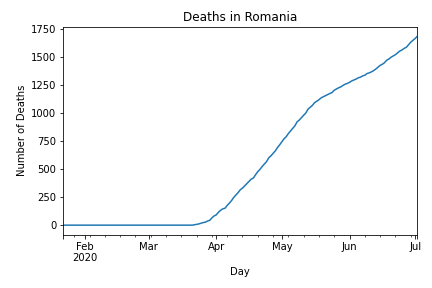 Deaths in Romania
Number of Deaths
1750
1500
1250
1000
750
500
250
0
Feb
2020
Mar
Apr
May
Jun
Jul
Day